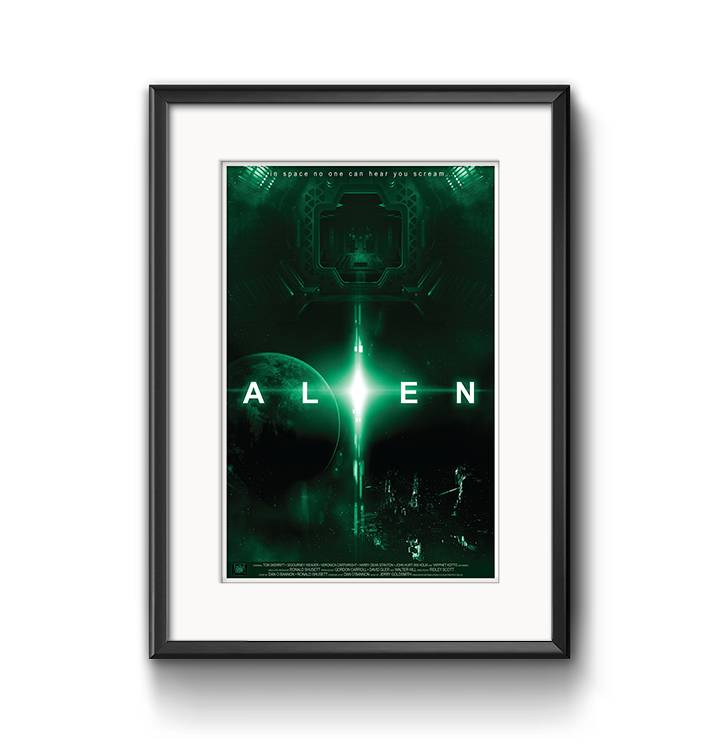 in space no one can hear you scream...
A L I E N
TOM SKERRITT • SIGOURNEY WEAVER • VERONICA CARTWRIGHT • HARRY DEAN STANTON • JOHN HURT IAN HOLM and YAPHET KOTTO
RONALD SHUSETT GORDON CARROLL • DAVID GILER and WALTER HILL RIDLEY SCOTT
DAN O'BANNON • RONALD SHUSETT DAN O'BANNON JERRY GOLDSMITH